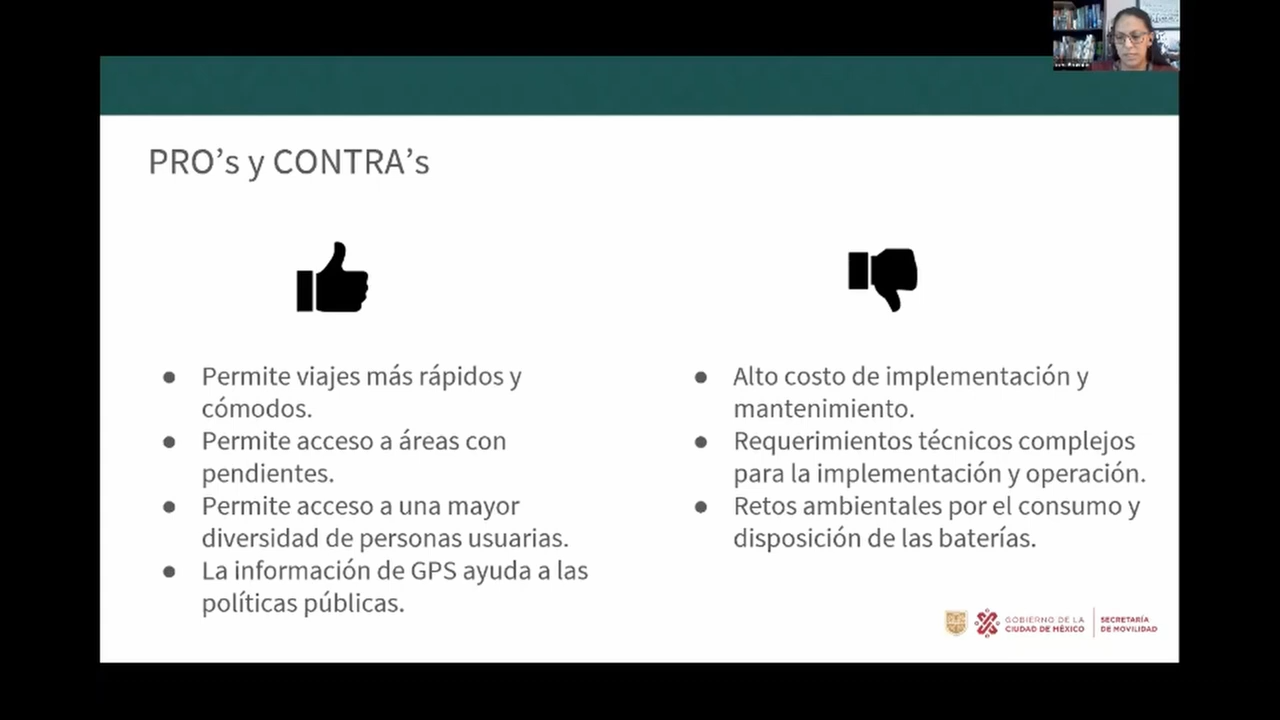 PRO's y CONTRA's
● Permite viajes más rápidos y
cómodos.
● Permite acceso a áreas con
pendientes.
● Permite acceso a una mayor
diversidad de personas usuarias.
● La información de GPS ayuda a las
políticas públicas.
● Alto costo de implementación y
mantenimiento.
● Requerimientos técnicos complejos
para la implementación y operación.
● Retos ambientales por el consumo y
disposición de las baterías.
GOBIERNO DE LA
CIUDAD DE MÉXICO
SECRETARÍA
DE MOVILIDAD